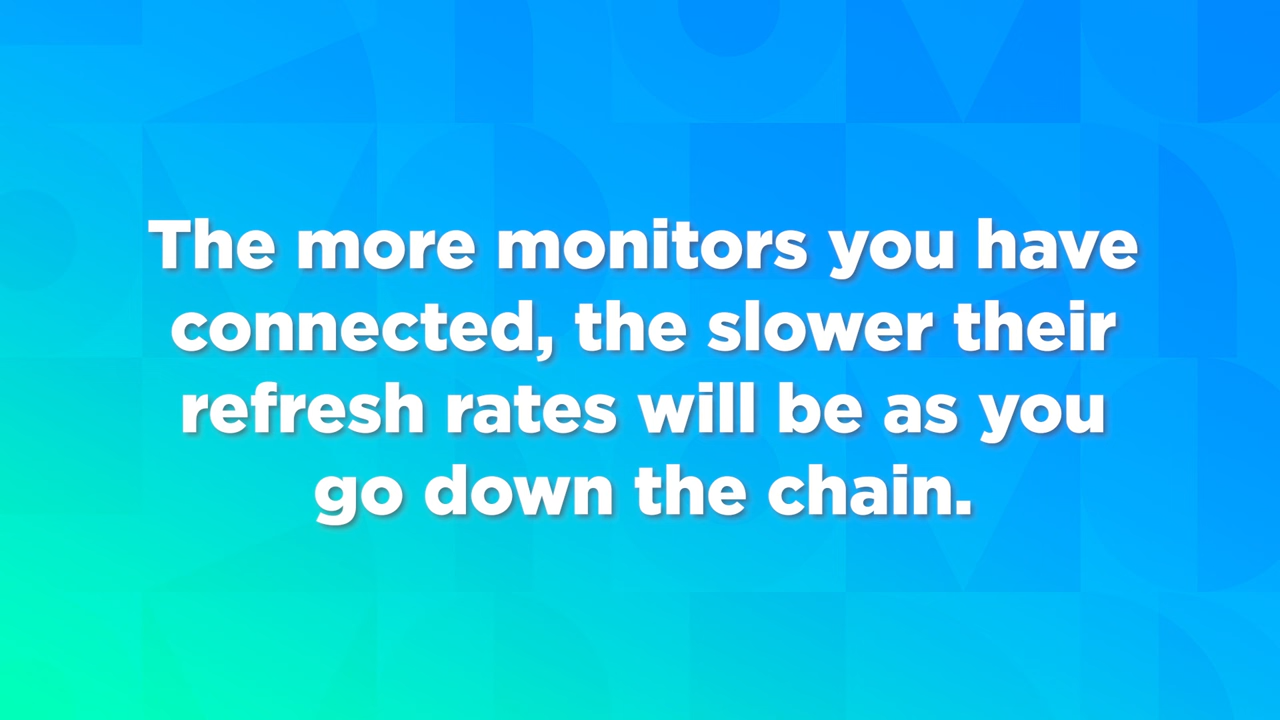 The more monitors you have
connected, the slower their
refresh rates will be as you
go down the chain.